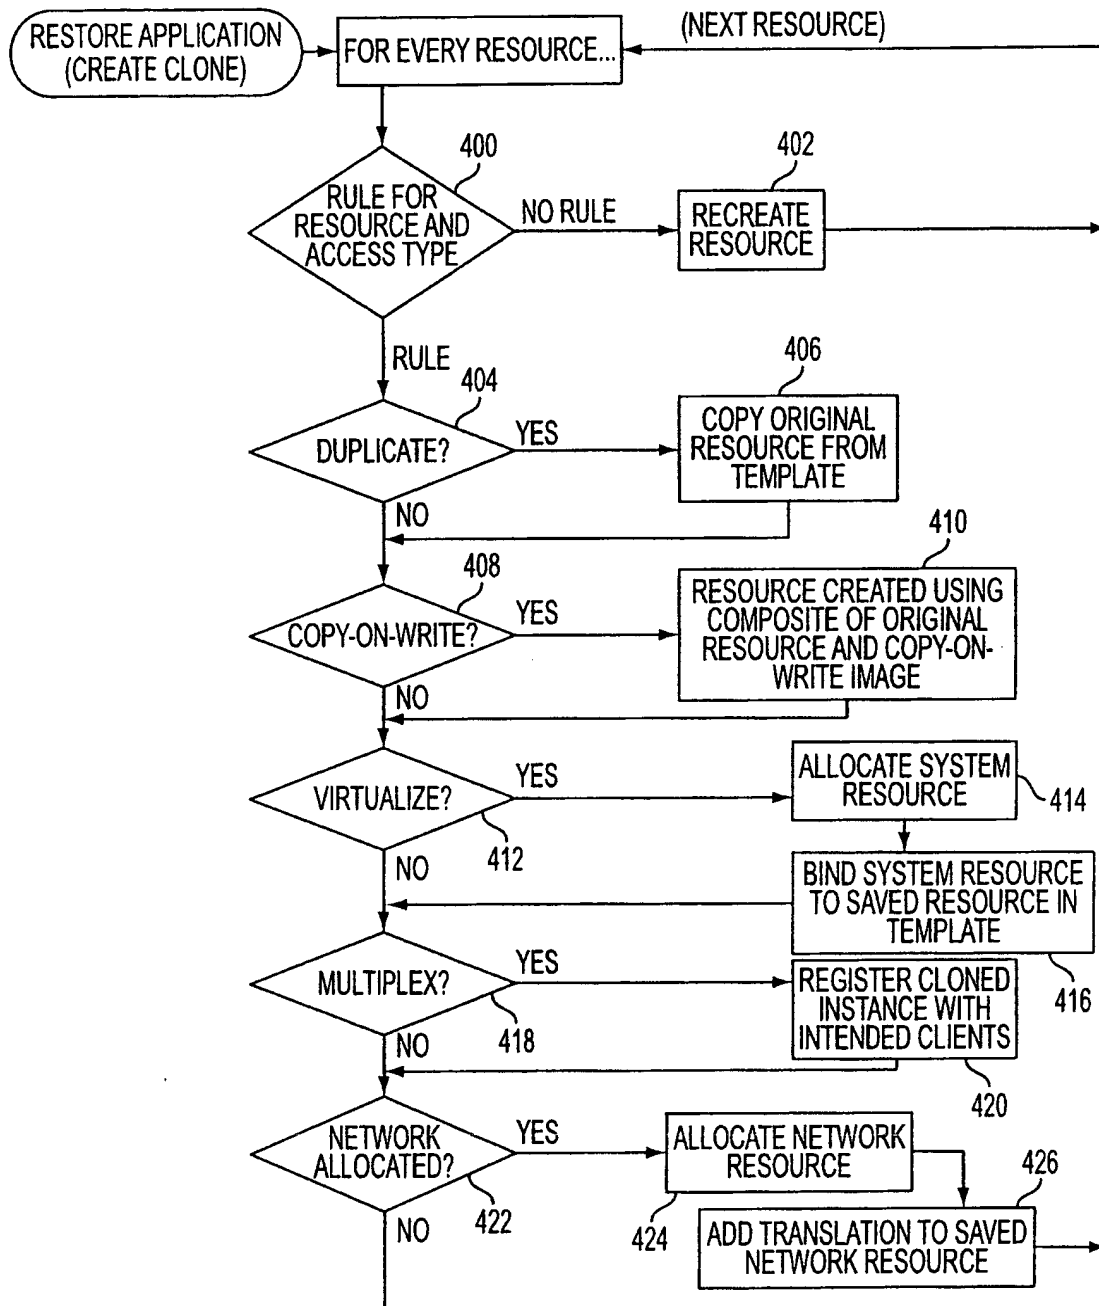 RESTORE APPLICATION
(CREATE CLONE)
FOR EVERY RESOURCE...
(NEXT RESOURCE)
400
RULE FOR
RESOURCE AND
ACCESS TYPE
NO RULE
402
RECREATE
RESOURCE
RULE
404
DUPLICATE?
YES
406
COPY ORIGINAL
RESOURCE FROM
TEMPLATE
NO
408
COPY-ON-WRITE?
YES
410
RESOURCE CREATED USING
COMPOSITE OF ORIGINAL
RESOURCE AND COPY-ON-
WRITE IMAGE
NO
VIRTUALIZE?
412
YES
ALLOCATE SYSTEM
RESOURCE
414
NO
BIND SYSTEM RESOURCE
TO SAVED RESOURCE IN
TEMPLATE
416
MULTIPLEX?
418
YES
REGISTER CLONED
INSTANCE WITH
INTENDED CLIENTS
420
NO
NETWORK
ALLOCATED?
422
YES
ALLOCATE NETWORK
RESOURCE
424
426
ADD TRANSLATION TO SAVED
NETWORK RESOURCE
NO